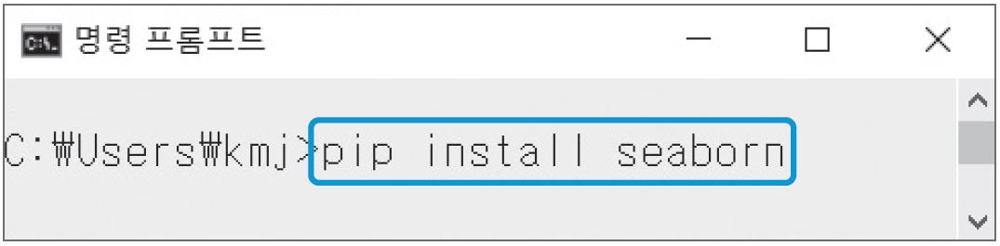 명령 프롬프트
C:₩Users₩kmj>pip install seaborn